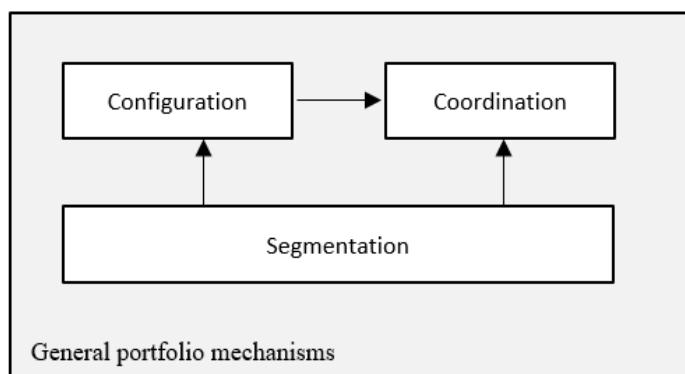 Configuration
Coordination
Segmentation
General portfolio mechanisms